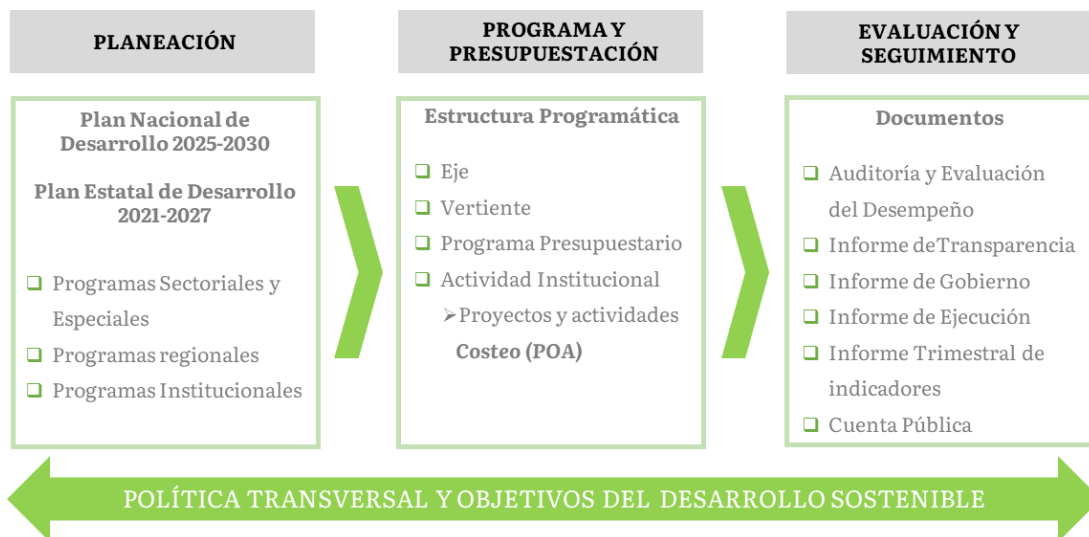 PLANEACIÓN
Plan Nacional de
Desarrollo 2025-2030
Plan Estatal de Desarrollo
2021-2027
Programas Sectoriales y
Especiales
Programas regionales
Programas Institucionales
PROGRAMA Y
PRESUPUESTACIÓN
Estructura Programática
Eje
Vertiente
Programa Presupuestario
Actividad Institucional
Proyectos y actividades
Costeo (POA)
EVALUACIÓN Y
SEGUIMIENTO
Documentos
Auditoría y Evaluación
del Desempeño
Informe de Transparencia
Informe de Gobierno
Informe de Ejecución
Informe Trimestral de
indicadores
Cuenta Pública
POLÍTICA TRANSVERSAL Y OBJETIVOS DEL DESARROLLO SOSTENIBLE